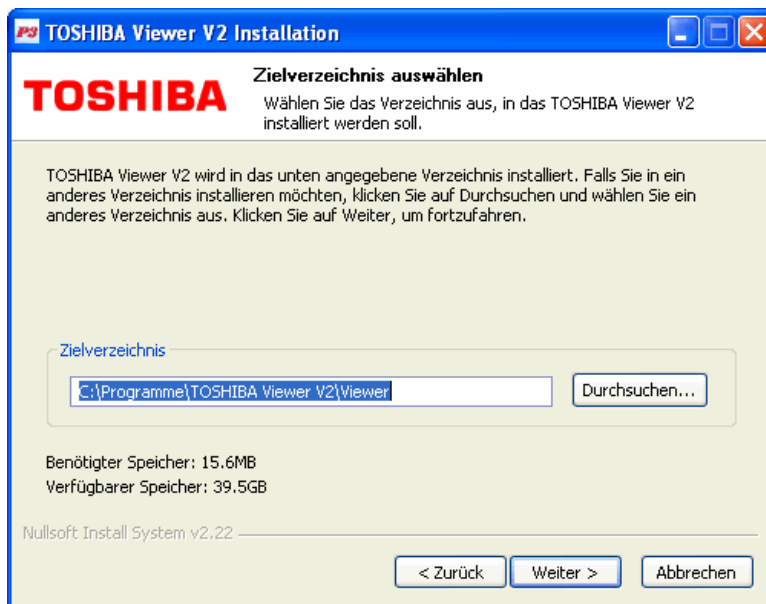 TOSHIBA Viewer V2 Installation
TOSHIBA
Zielverzeichnis auswählen
Wählen Sie das Verzeichnis aus, in das TOSHIBA Viewer V2
installiert werden soll.
TOSHIBA Viewer V2 wird in das unten angegebene Verzeichnis installiert. Falls Sie in ein
anderes Verzeichnis installieren möchten, klicken Sie auf Durchsuchen und wählen Sie ein
anderes Verzeichnis aus. Klicken Sie auf Weiter, um fortzufahren.
Zielverzeichnis
C:\Programme\TOSHIBA Viewer V2\Viewer
Durchsuchen...
Benötigter Speicher: 15.6MB
Verfügbarer Speicher: 39.5GB
Nullsoft Install System v2.22
< Zurück
Weiter >
Abbrechen